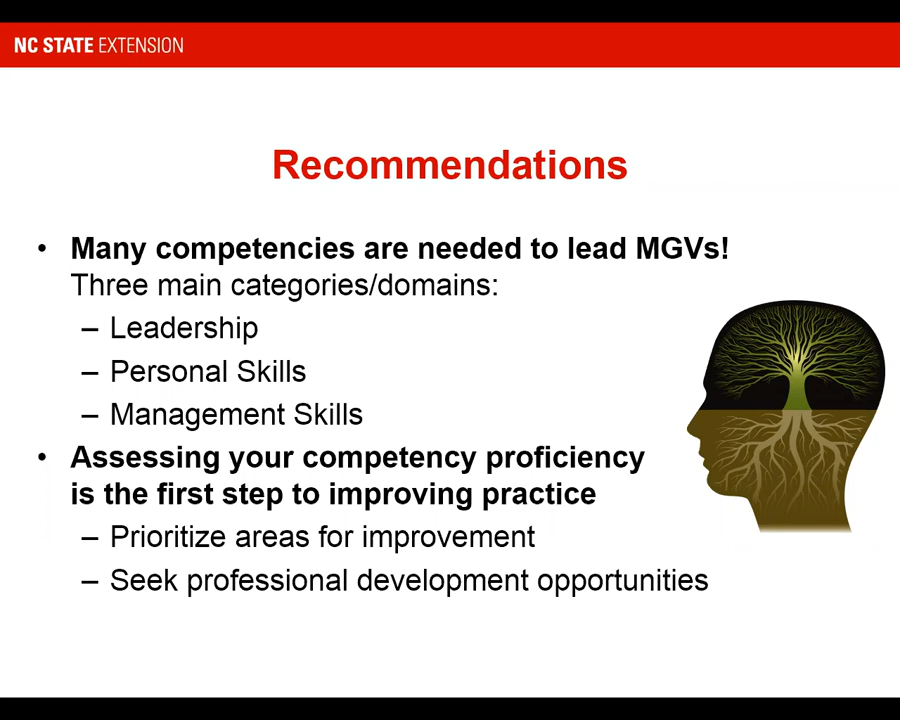 NC STATE EXTENSION
Recommendations
• Many competencies are needed to lead MGVs!
Three main categories/domains:
– Leadership
– Personal Skills
– Management Skills
• Assessing your competency proficiency
is the first step to improving practice
– Prioritize areas for improvement
– Seek professional development opportunities